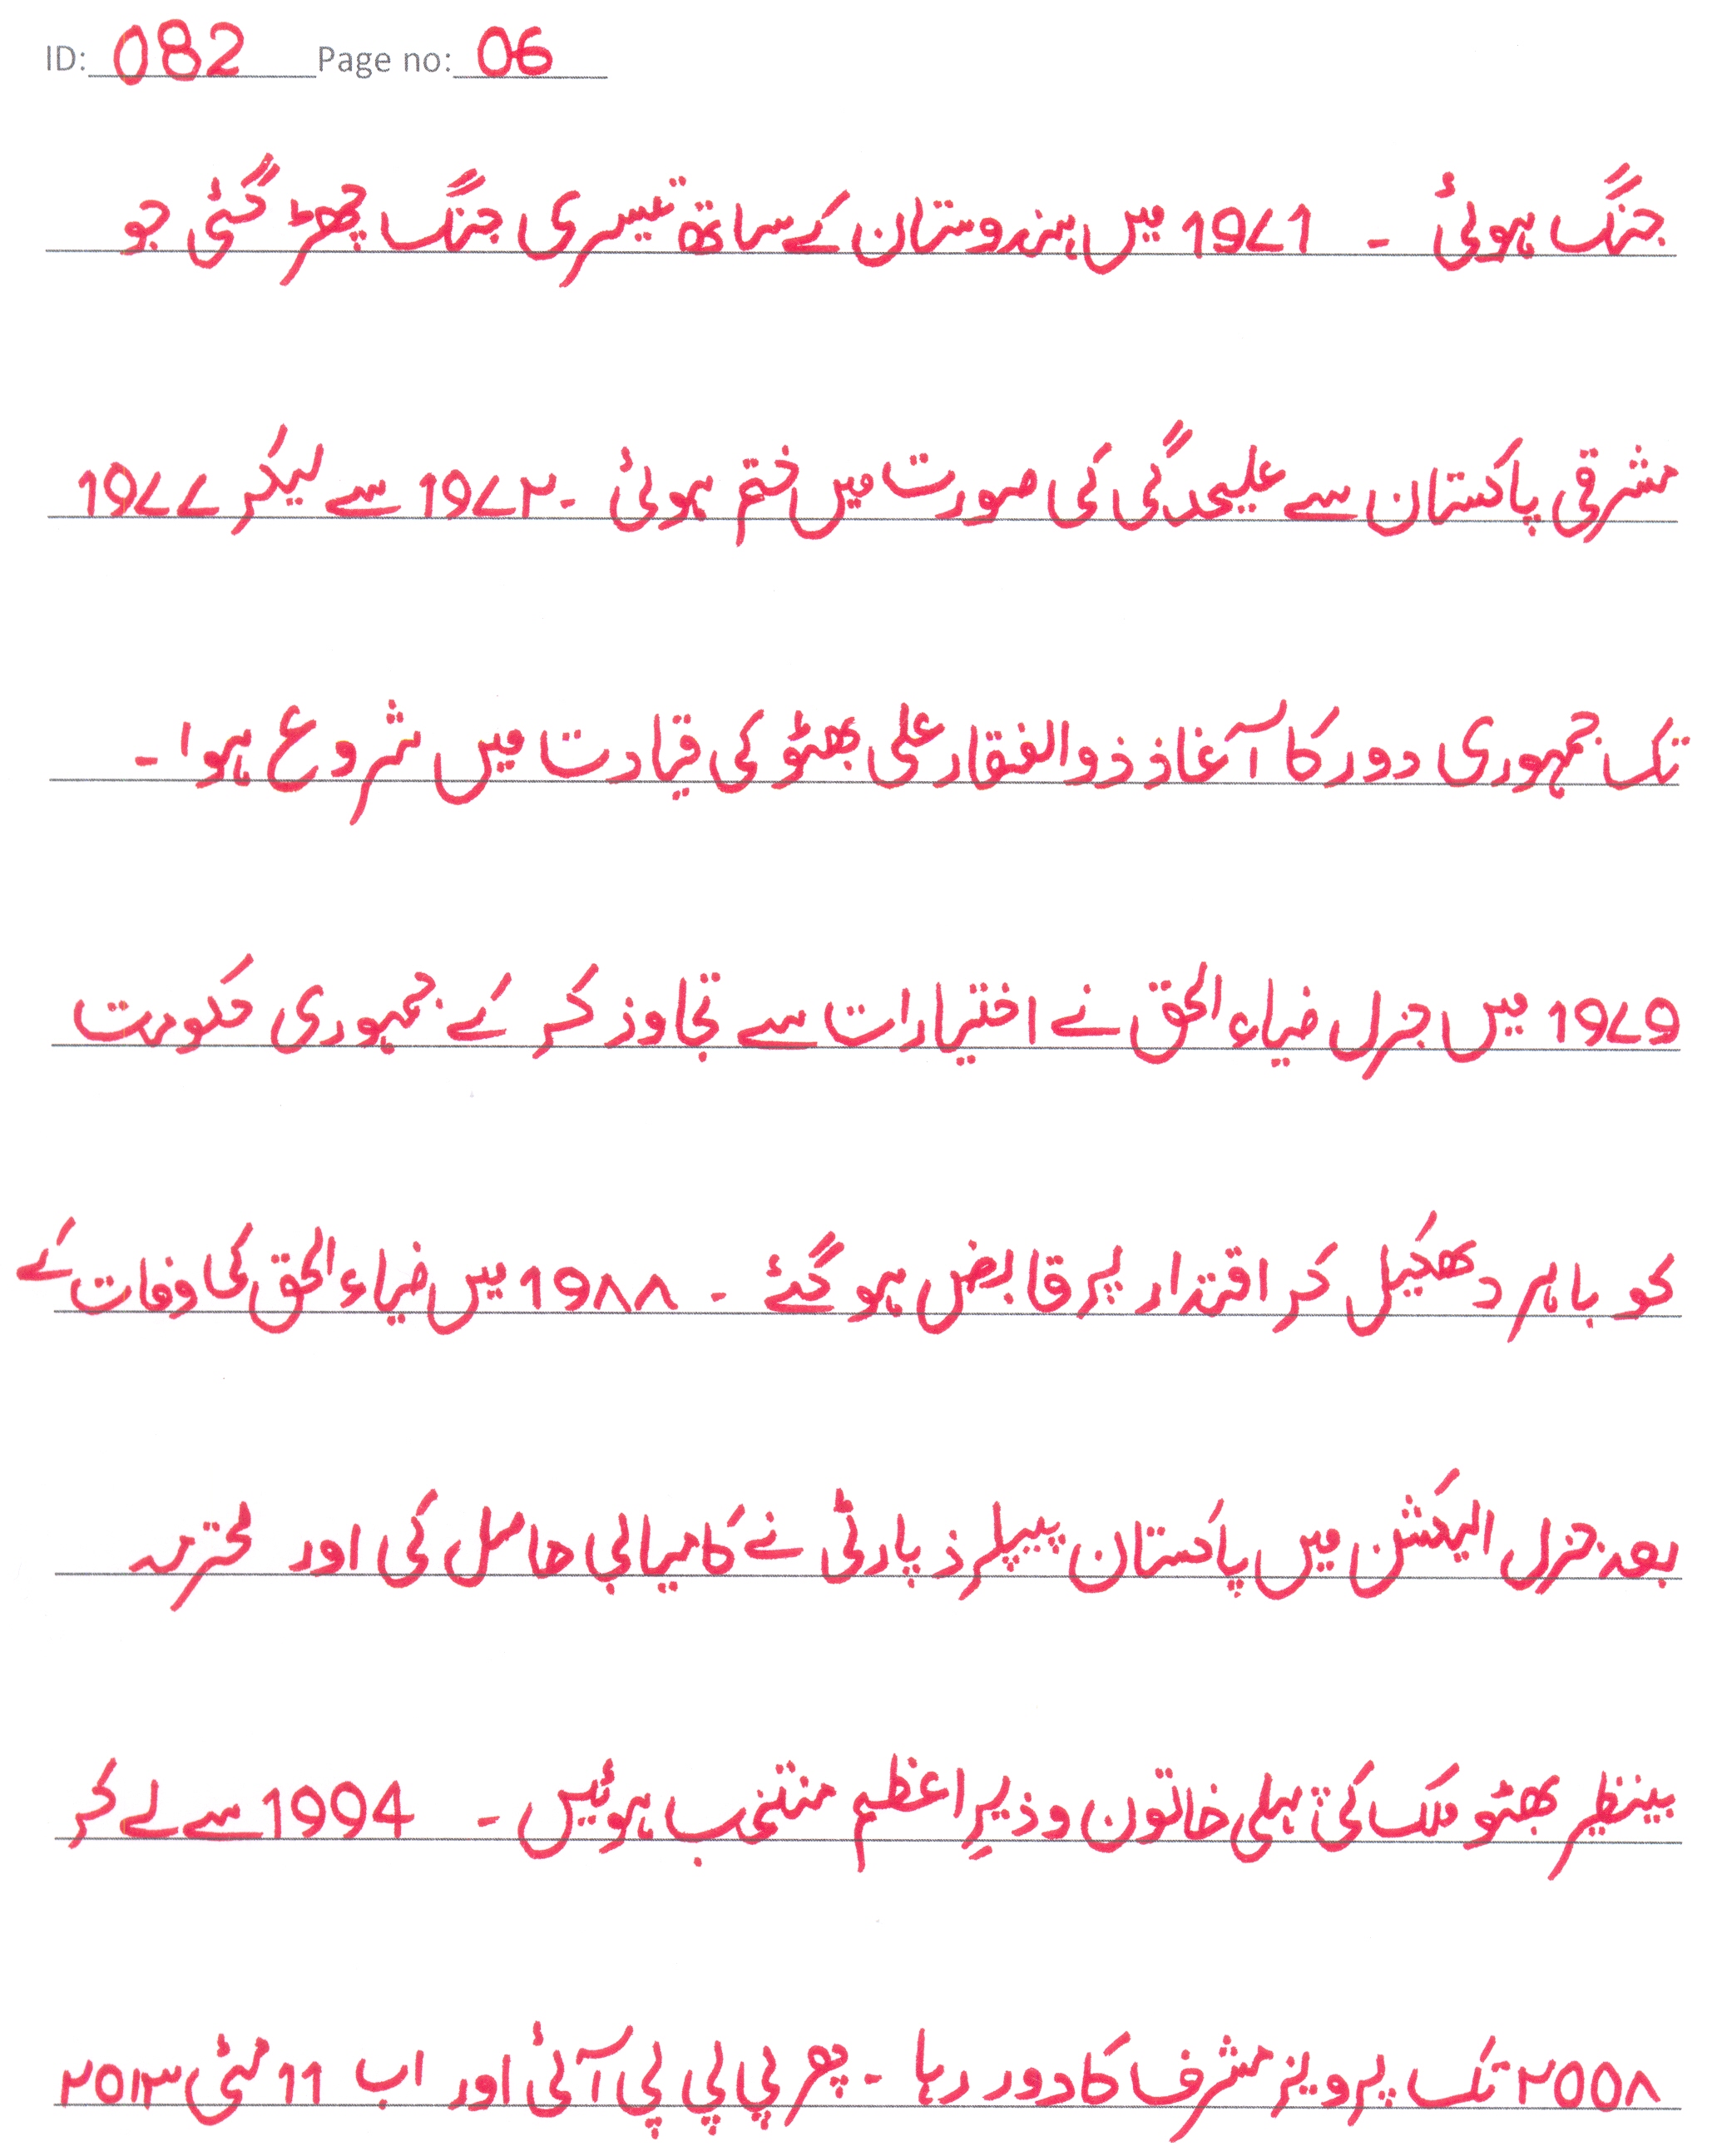 ID: 082 Page no: 06
جنگ ہوئی ۔ 1971 میں ہندوستان کے ساتھ تیسری جنگ چھڑ گئی جو
مشرقی پاکستان سے علیحدگی کی صورت میں ختم ہوئی ۔ 1972 سے لیکر 1977
تک جمہوری دور کا آغاز ذوالفقار علی بھٹو کی قیادت میں شروع ہوا ۔
1979 میں جنرل ضیاء الحق نے اختیارات سے تجاوز کر کے جمہوری حکومت
کو باہر دھکیل کر اقتدار پر قابض ہو گئے ۔ 1988 میں ضیاء الحق کی وفات کے
بعد جنرل الیکشن میں پاکستان پیپلرز پارٹی نے کامیابی حاصل کی اور محترمہ
بینظیر بھٹو ملک کی پہلی خاتون وزیرِاعظم منتخب ہوئیں ۔ 1994 سے لے کر
2008 تک پرویز مشرف کا دور رہا ۔ پھر پی پی پی آئی اور اب 11 مئی 2013